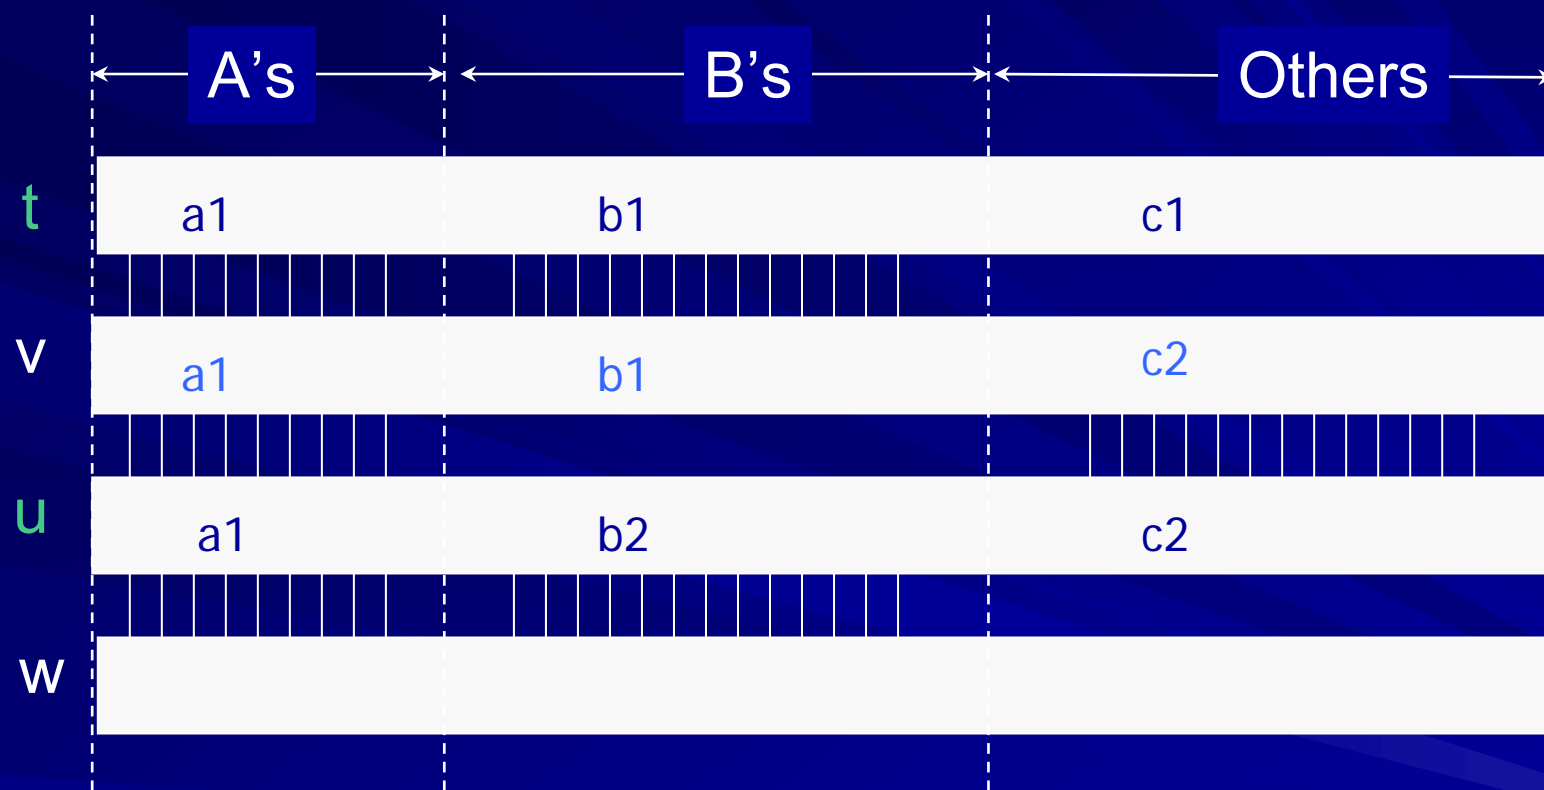 A’s B’s Others
t a1 b1 c1
v a1 b1 c2
u a1 b2 c2
w